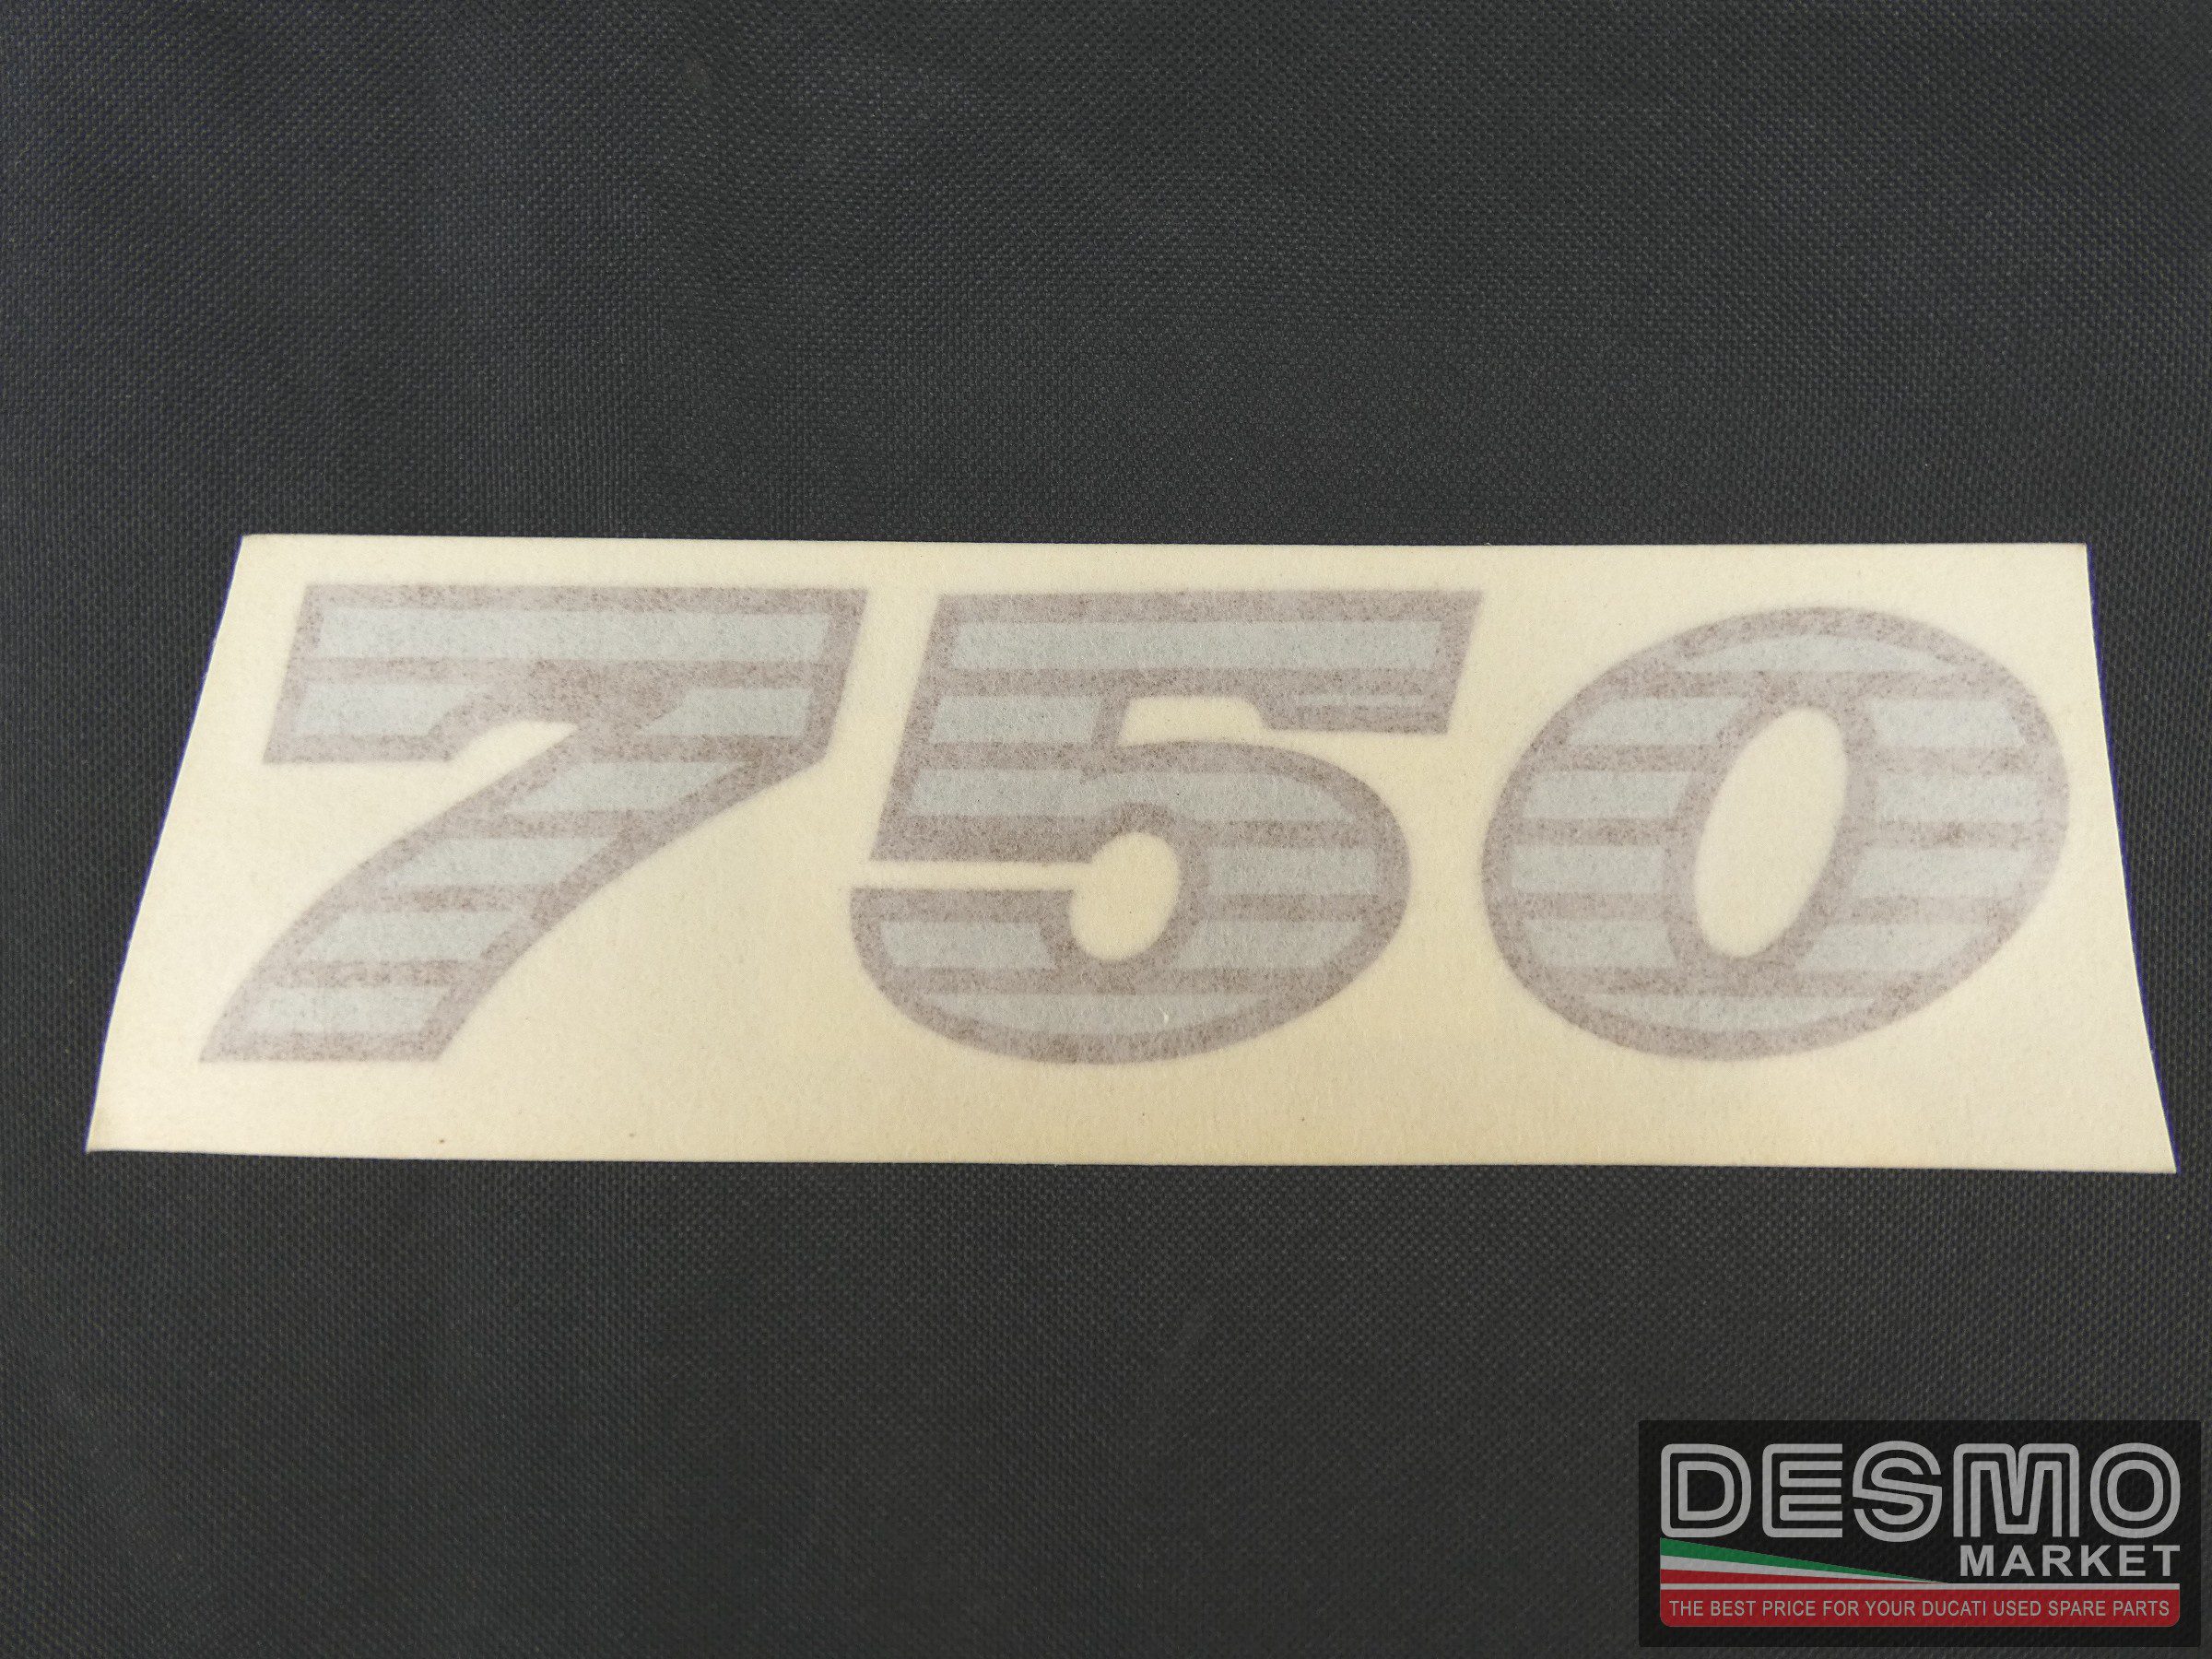 750
DESMO
MARKET
THE BEST PRICE FOR YOUR DUCATI USED SPARE PARTS